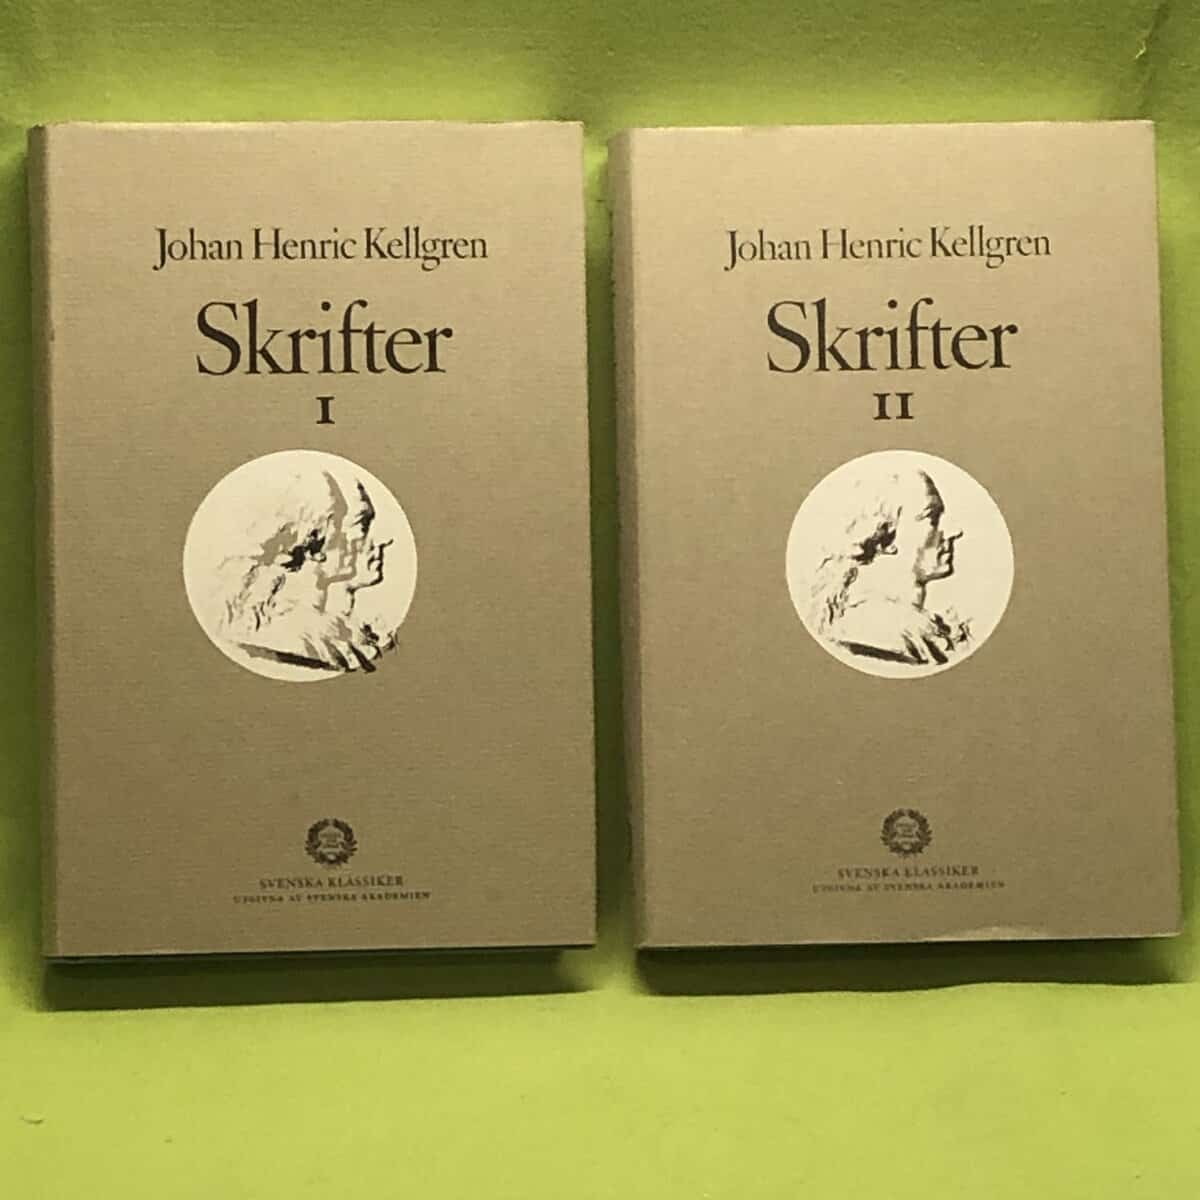 Johan Henric Kellgren
Skrifter
I
SVENSKA KLASSIKER
UTGIVNA AV SVENSKA AKADEMIEN
Johan Henric Kellgren
Skrifter
II
SVENSKA KLASSIKER
UTGIVNA AV SVENSKA AKADEMIEN